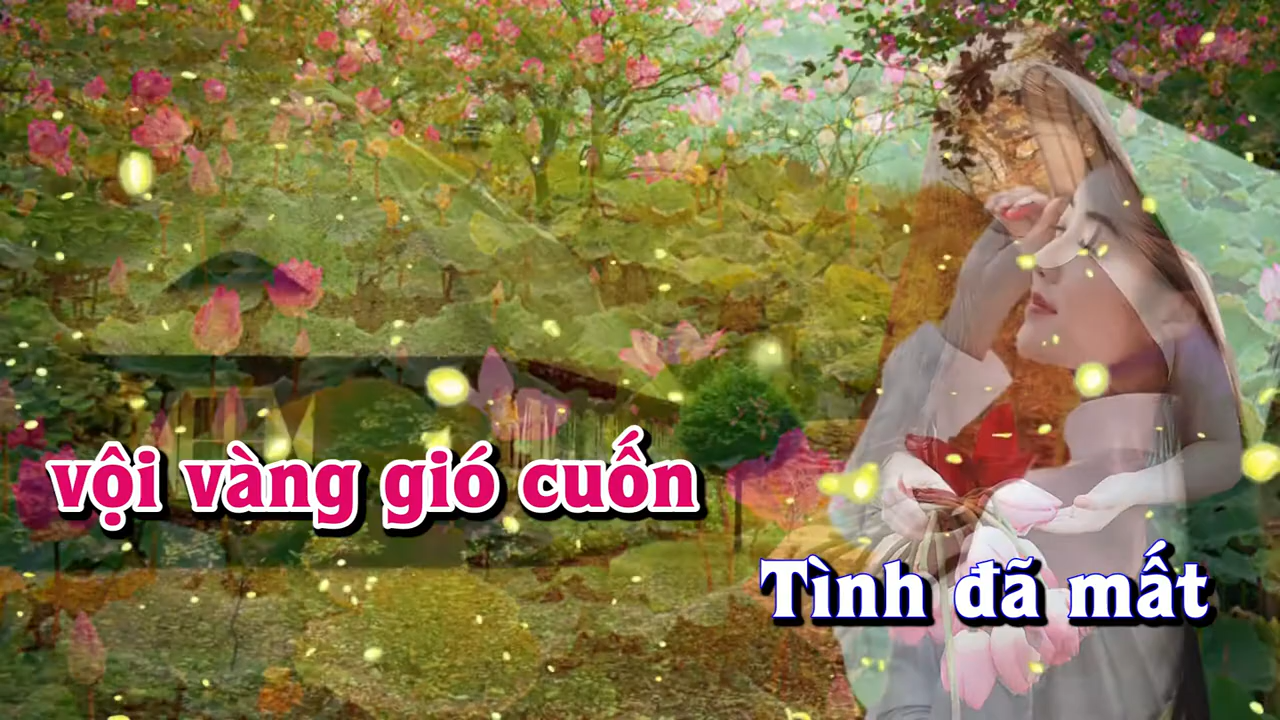 vội vàng gió cuốn
Tình đã mất